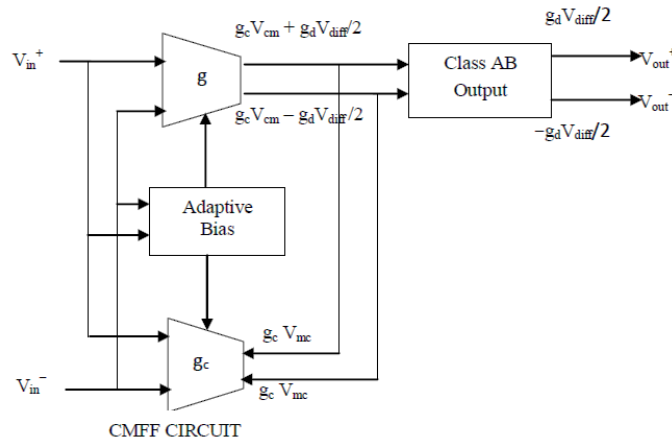 g_cV_cm + g_dV_diff/2
g_dV_diff/2
V_in^+
g
Class AB
Output
V_out^+
V_out^-
g_cV_cm − g_dV_diff/2
−g_dV_diff/2
Adaptive
Bias
g_c V_mc
g_c
V_in^-
g_c V_mc
CMFF CIRCUIT